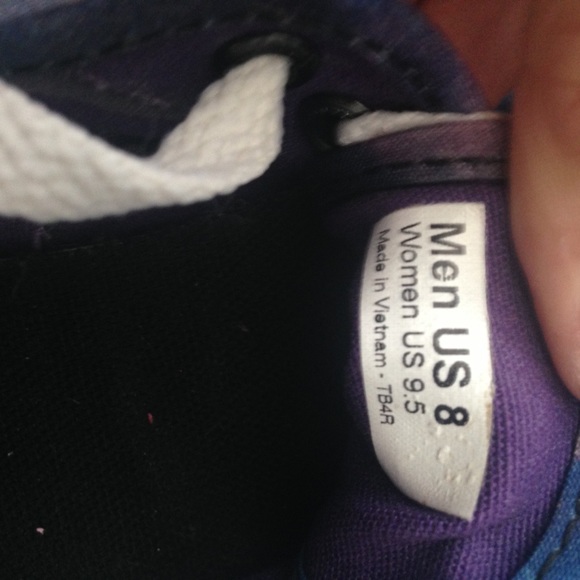 Men US 8
Women US 9.5
Made in Vietnam - TB4R